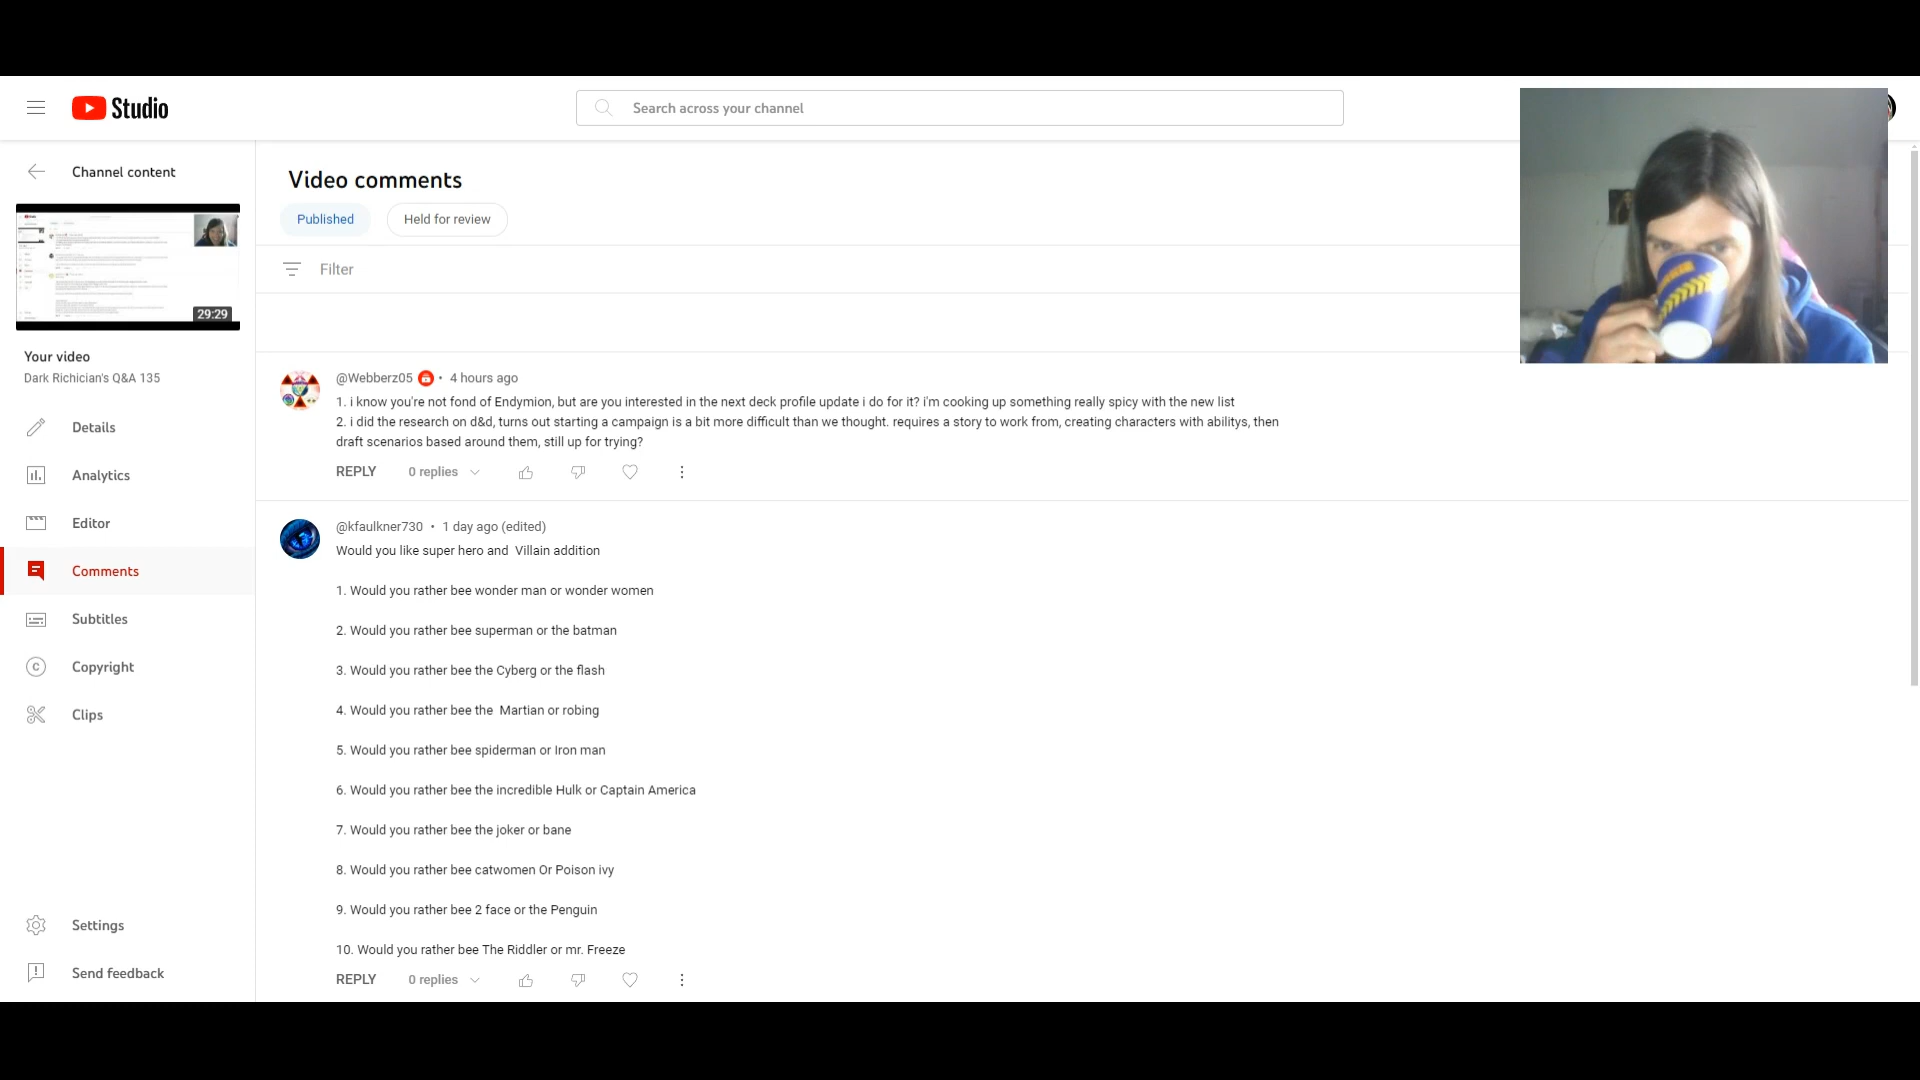 Studio
Search across your channel
Channel content
29:29
Your video
Dark Richician's Q&A 135
Details
Analytics
Editor
Comments
Subtitles
Copyright
Clips
Settings
Send feedback
Video comments
Published
Held for review
Filter
@Webberz05 • 4 hours ago
1. i know you're not fond of Endymion, but are you interested in the next deck profile update i do for it? i'm cooking up something really spicy with the new list
2. i did the research on d&d, turns out starting a campaign is a bit more difficult than we thought. requires a story to work from, creating characters with abilitys, then
draft scenarios based around them, still up for trying?
REPLY 0 replies
@kfaulkner730 • 1 day ago (edited)
Would you like super hero and  Villain addition
1. Would you rather bee wonder man or wonder women
2. Would you rather bee superman or the batman
3. Would you rather bee the Cyberg or the flash
4. Would you rather bee the  Martian or robing
5. Would you rather bee spiderman or Iron man
6. Would you rather bee the incredible Hulk or Captain America
7. Would you rather bee the joker or bane
8. Would you rather bee catwomen Or Poison ivy
9. Would you rather bee 2 face or the Penguin
10. Would you rather bee The Riddler or mr. Freeze
REPLY 0 replies